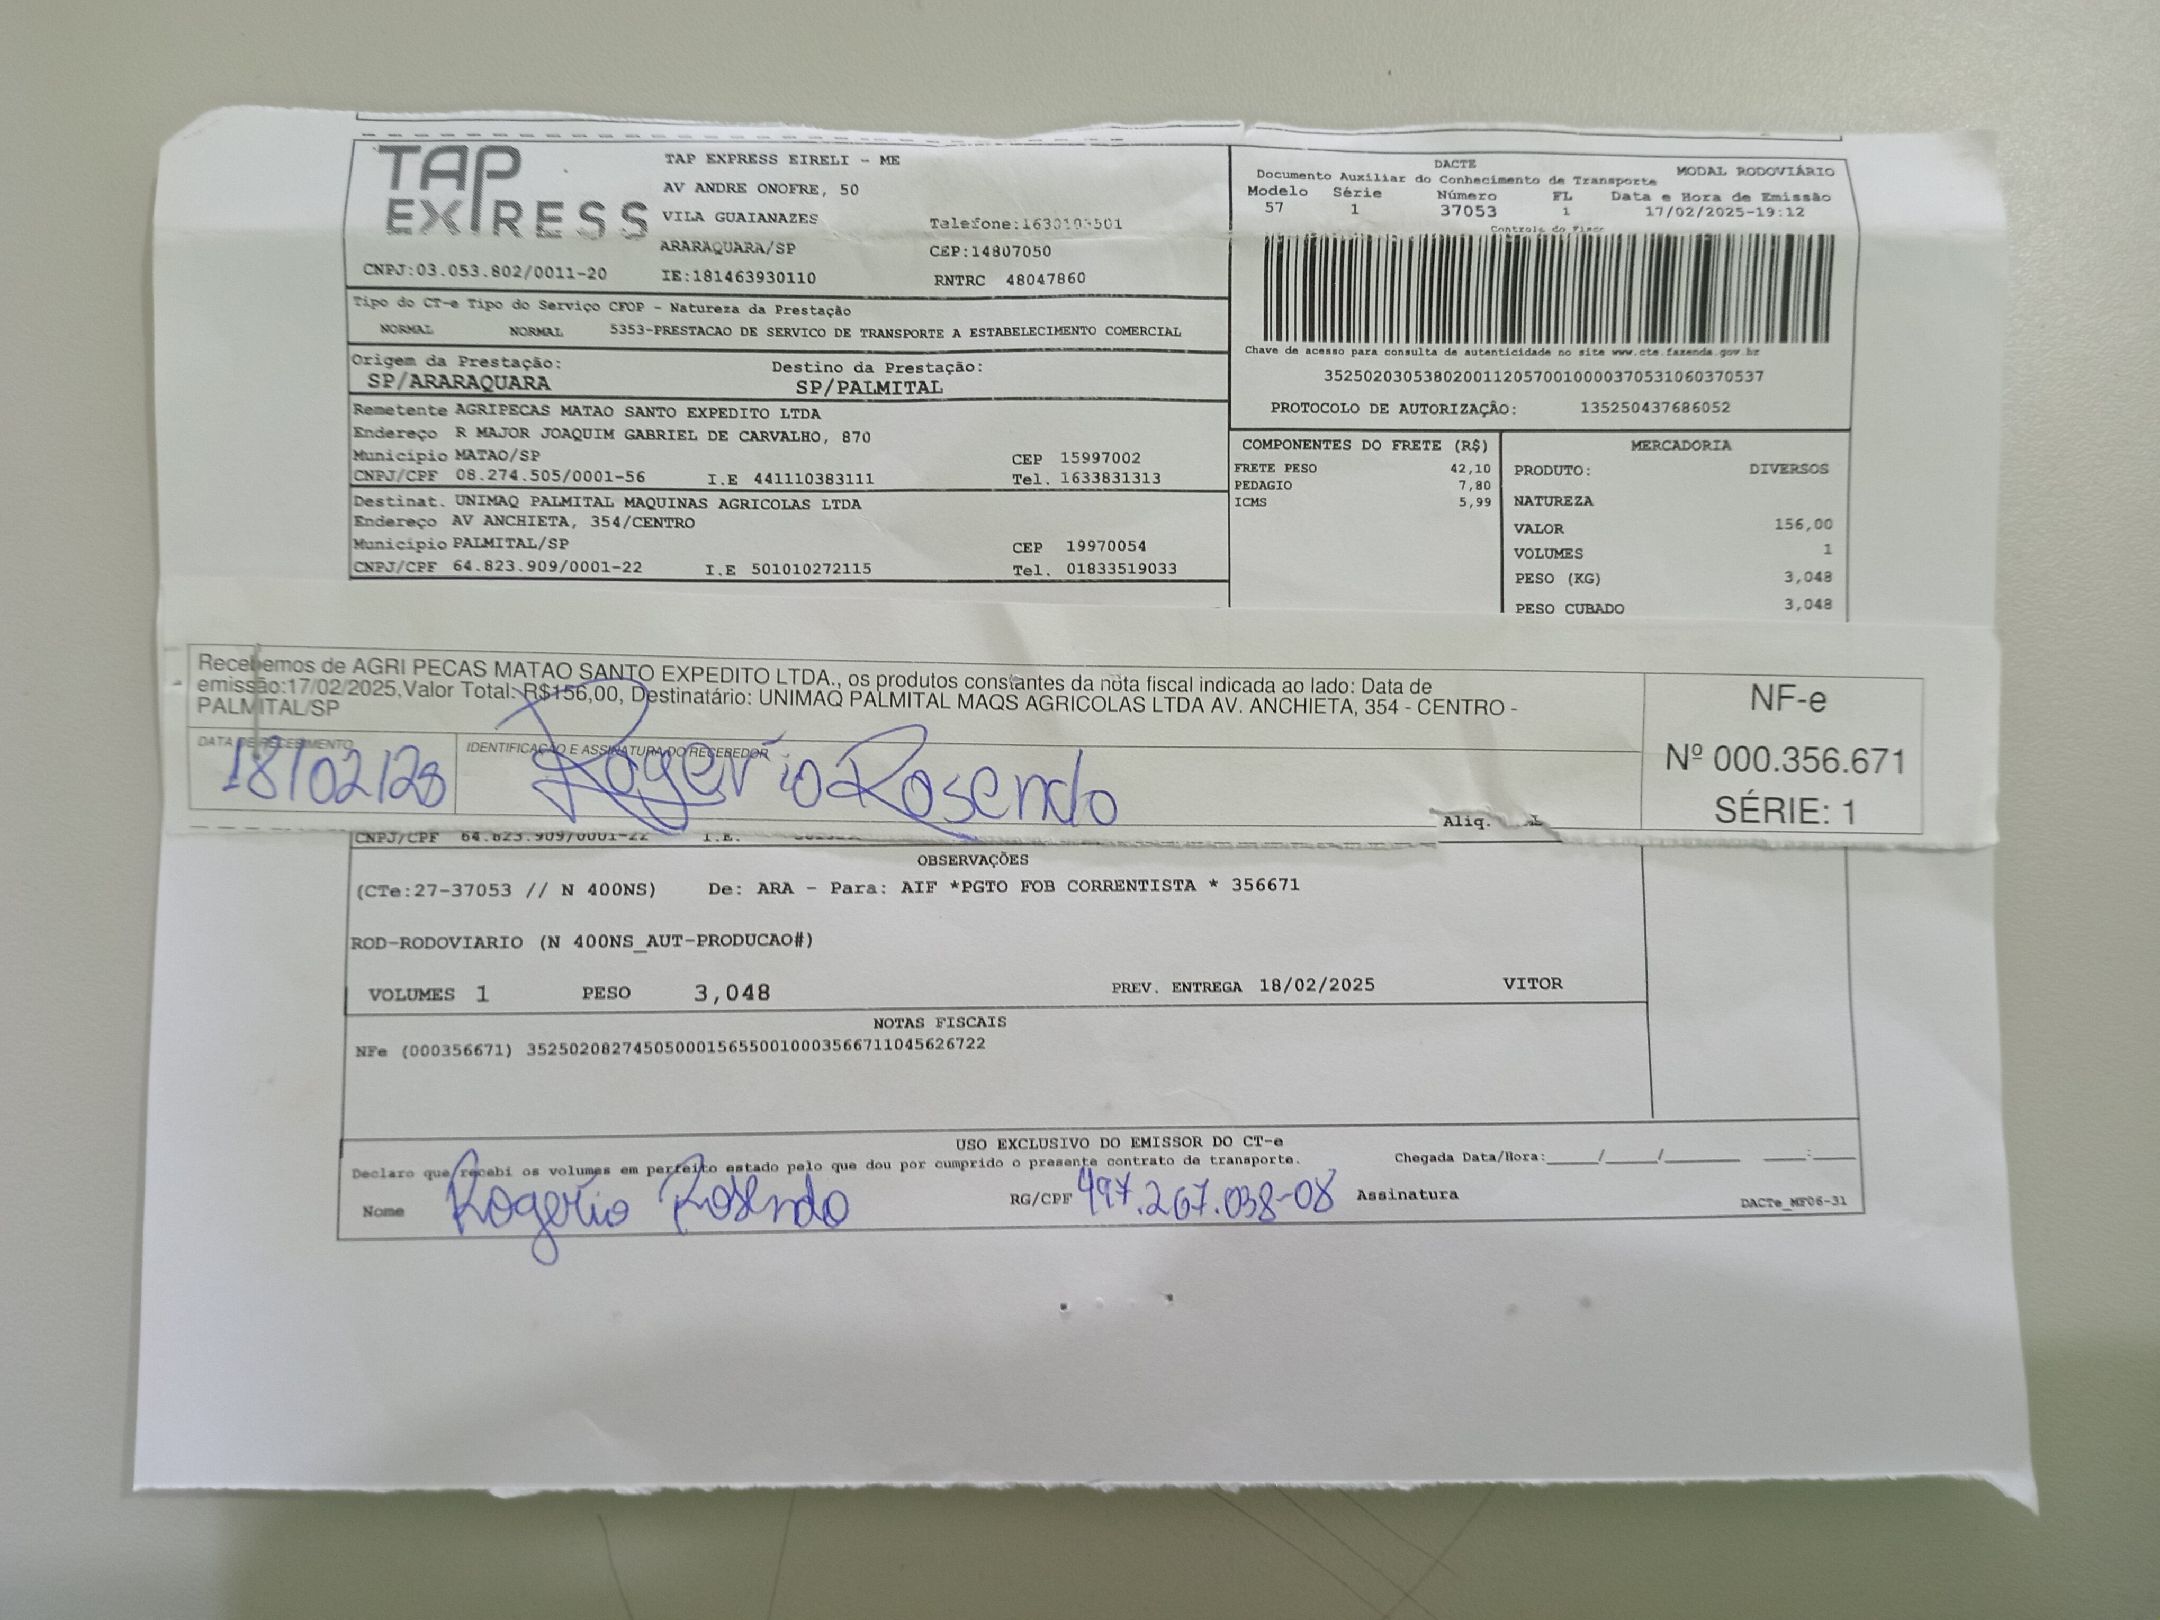 TAP EXPRESS
TAP EXPRESS EIRELI - ME
AV ANDRE ONOFRE, 50
VILA GUAIANAZES
ARARAQUARA/SP
CEP:14807050
CNPJ:03.053.802/0011-20 IE:181463930110 RNTRC 48047860
DACTE MODAL RODOVIÁRIO
Documento Auxiliar do Conhecimento de Transporte
Modelo Série Número FL Data e Hora de Emissão
57 1 37053 1 17/02/2025-19:12
Controle do Fisco
Tipo do CT-e Tipo do Serviço CFOP - Natureza da Prestação
NORMAL NORMAL 5353-PRESTACAO DE SERVICO DE TRANSPORTE A ESTABELECIMENTO COMERCIAL
Origem da Prestação: Destino da Prestação:
SP/ARARAQUARA SP/PALMITAL
Chave de acesso para consulta de autenticidade no site www.cte.fazenda.gov.br
35250203053802001120570010000370531060370537
PROTOCOLO DE AUTORIZAÇÃO: 135250437686052
Remetente AGRIPECAS MATAO SANTO EXPEDITO LTDA
Endereço R MAJOR JOAQUIM GABRIEL DE CARVALHO, 870
Município MATAO/SP CEP 15997002
CNPJ/CPF 08.274.505/0001-56 I.E 441110383111 Tel. 1633831313
Destinat. UNIMAQ PALMITAL MAQUINAS AGRICOLAS LTDA
Endereço AV ANCHIETA, 354/CENTRO
Município PALMITAL/SP CEP 19970054
CNPJ/CPF 64.823.909/0001-22 I.E 501010272115 Tel. 01833519033
COMPONENTES DO FRETE (R$)
FRETE PESO 42,10
PEDAGIO 7,80
ICMS 5,99
MERCADORIA
PRODUTO: DIVERSOS
NATUREZA
VALOR 156,00
VOLUMES 1
PESO (KG) 3,048
PESO CUBADO 3,048
Recebemos de AGRI PECAS MATAO SANTO EXPEDITO LTDA., os produtos constantes da nota fiscal indicada ao lado: Data de
emissão:17/02/2025,Valor Total: R$156,00, Destinatário: UNIMAQ PALMITAL MAQS AGRICOLAS LTDA AV. ANCHIETA, 354 - CENTRO -
PALMITAL/SP
DATA DE RECEBIMENTO IDENTIFICAÇÃO E ASSINATURA DO RECEBEDOR
18/02/25 Rogério Rosendo
NF-e
Nº 000.356.671
SÉRIE: 1
Aliq.
CNPJ/CPF 64.823.909/0001-22 I.E.
OBSERVAÇÕES
(CTe:27-37053 // N 400NS) De: ARA - Para: AIF *PGTO FOB CORRENTISTA * 356671
ROD-RODOVIARIO (N 400NS_AUT-PRODUCAO#)
VOLUMES 1 PESO 3,048 PREV. ENTREGA 18/02/2025 VITOR
NOTAS FISCAIS
NFe (000356671) 35250208274505000156550010003566711045626722
USO EXCLUSIVO DO EMISSOR DO CT-e
Declaro que recebi os volumes em perfeito estado pelo que dou por cumprido o presente contrato de transporte. Chegada Data/Hora:____/____/______ ____:____
Nome Rogério Rosendo RG/CPF 497.267.038-08 Assinatura
DACTe_MF06-31